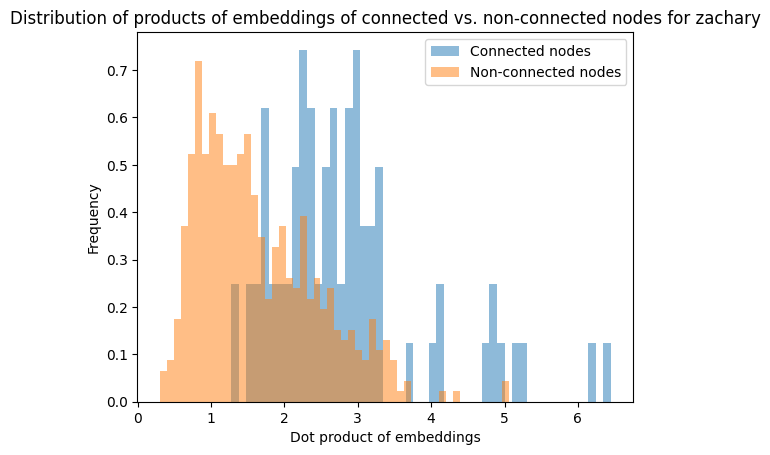 Distribution of products of embeddings of connected vs. non-connected nodes for zachary
Connected nodes
Non-connected nodes
0.7
0.6
0.5
0.4
0.3
0.2
0.1
0.0
Frequency
0 1 2 3 4 5 6
Dot product of embeddings